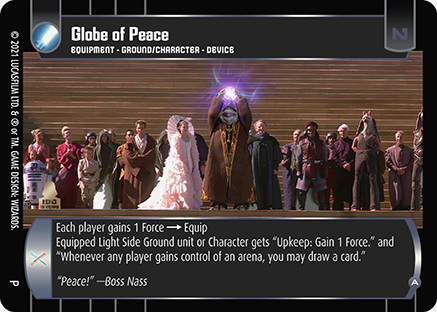 Globe of Peace
EQUIPMENT - GROUND/CHARACTER - DEVICE
N
© 2021 LUCASFILM LTD. & ® or TM. GAME DESIGN: WIZARDS.
Each player gains 1 Force → Equip
Equipped Light Side Ground unit or Character gets “Upkeep: Gain 1 Force.” and
“Whenever any player gains control of an arena, you may draw a card.”
“Peace!” —Boss Nass
P
A